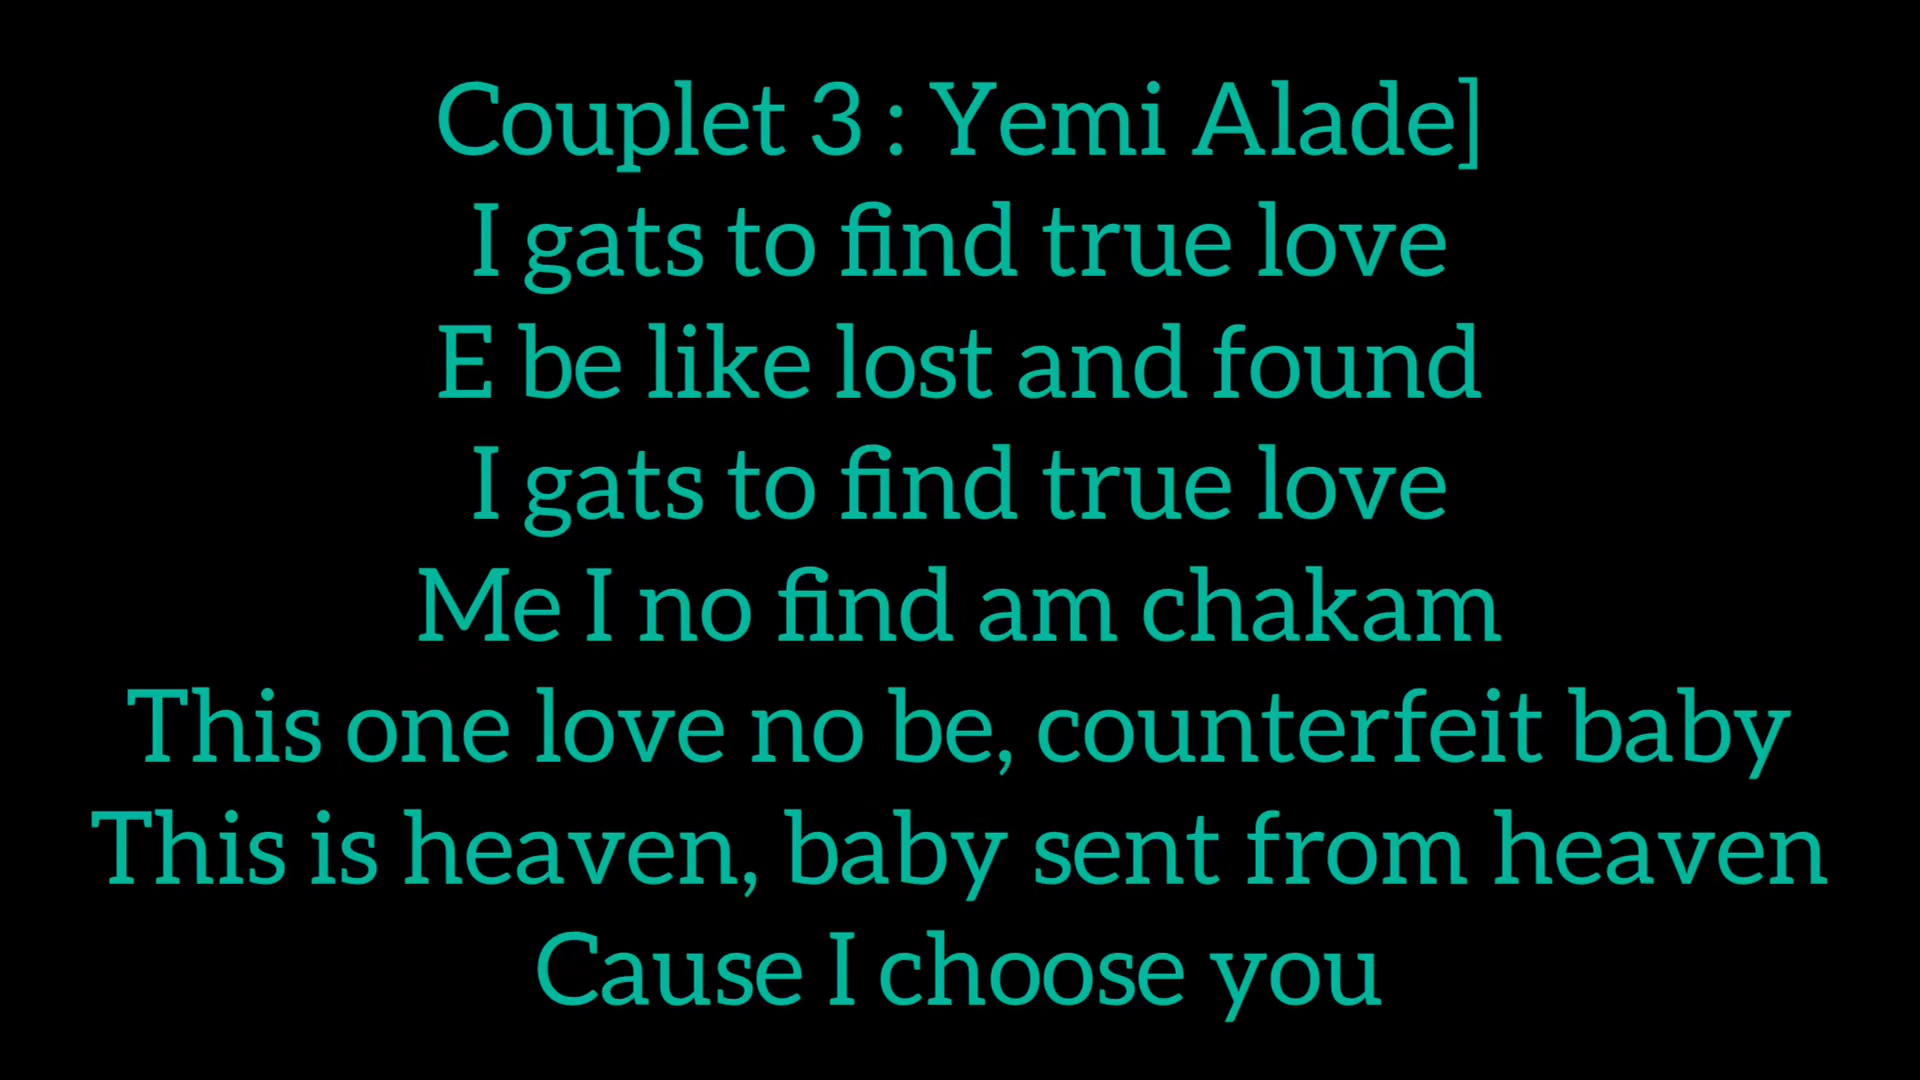 Couplet 3 : Yemi Alade]
I gats to find true love
E be like lost and found
I gats to find true love
Me I no find am chakam
This one love no be, counterfeit baby
This is heaven, baby sent from heaven
Cause I choose you